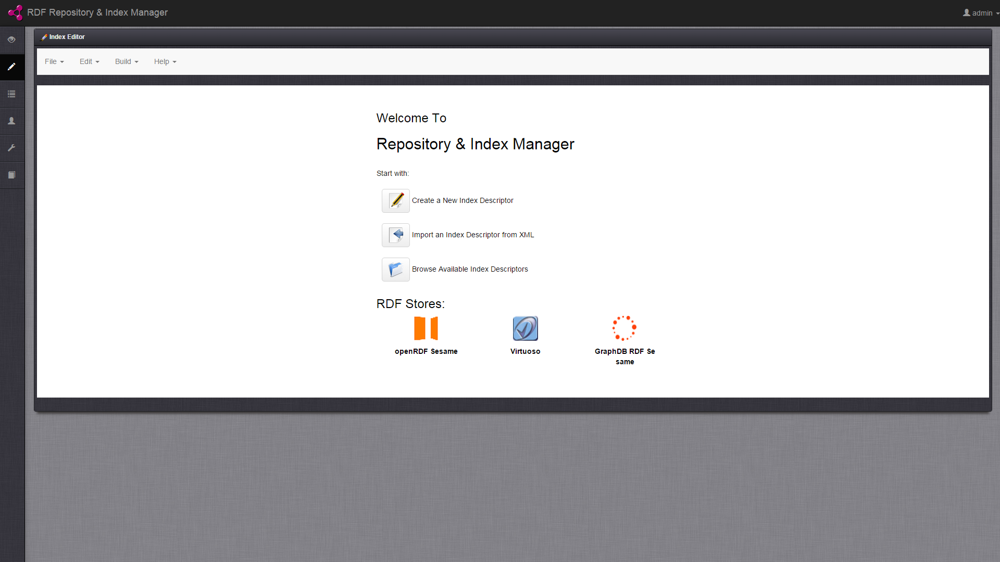 RDF Repository & Index Manager
admin
Index Editor
File Edit Build Help
Welcome To
Repository & Index Manager
Start with:
Create a New Index Descriptor
Import an Index Descriptor from XML
Browse Available Index Descriptors
RDF Stores:
openRDF Sesame Virtuoso GraphDB RDF Se
same